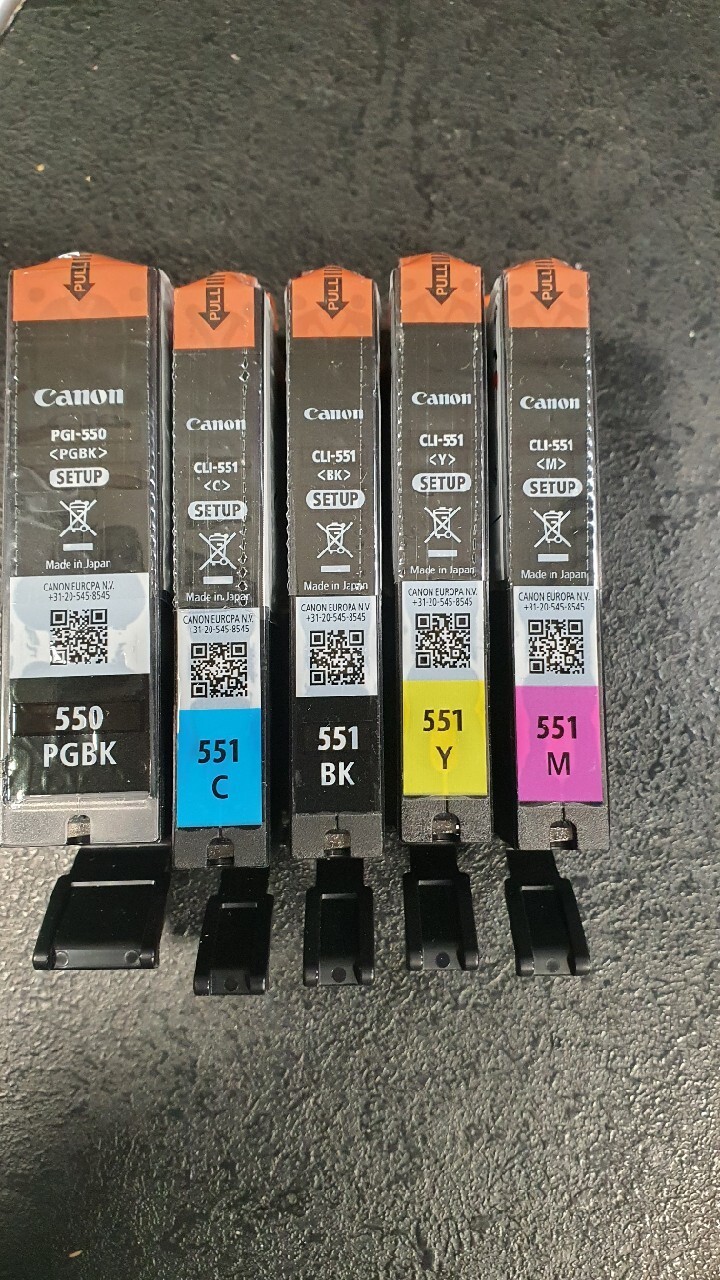 PULL
Canon
PGI-550
<PGBK>
SETUP
Made in Japan
CANON EUROPA N.V.
+31-20-545-8545
550
PGBK
PULL
Canon
CLI-551
<C>
SETUP
Made in Japan
CANON EUROPA N.V.
+31-20-545-8545
551
C
PULL
Canon
CLI-551
<BK>
SETUP
Made in Japan
CANON EUROPA N.V.
+31-20-545-8545
551
BK
PULL
Canon
CLI-551
<Y>
SETUP
Made in Japan
CANON EUROPA N.V.
+31-20-545-8545
551
Y
PULL
Canon
CLI-551
<M>
SETUP
Made in Japan
CANON EUROPA N.V.
+31-20-545-8545
551
M